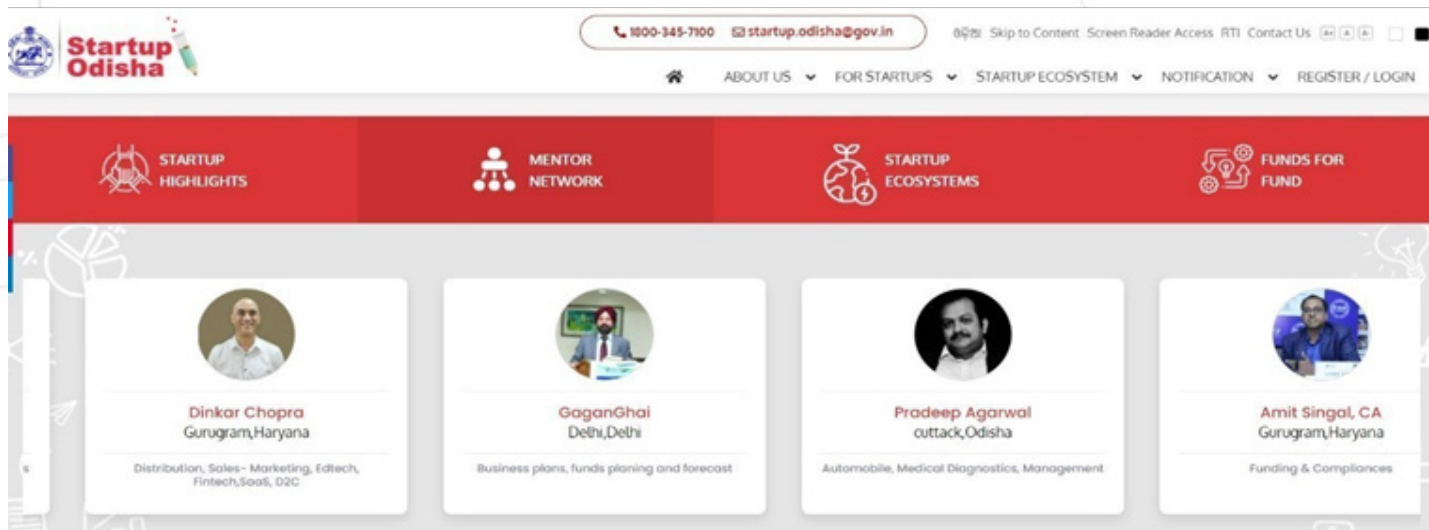 Startup
Odisha
1800-345-7100 startup.odisha@gov.in ଓଡ଼ିଆ Skip to Content Screen Reader Access RTI Contact Us A+ A A-
ABOUT US FOR STARTUPS STARTUP ECOSYSTEM NOTIFICATION REGISTER / LOGIN
STARTUP
HIGHLIGHTS
MENTOR
NETWORK
STARTUP
ECOSYSTEMS
FUNDS FOR
FUND
Dinkar Chopra
Gurugram,Haryana
Distribution, Sales- Marketing, Edtech,
Fintech,SaaS, D2C
GaganGhai
Delhi,Delhi
Business plans, funds planing and forecast
Pradeep Agarwal
cuttack,Odisha
Automobile, Medical Diagnostics, Management
Amit Singal, CA
Gurugram,Haryana
Funding & Compliances
s